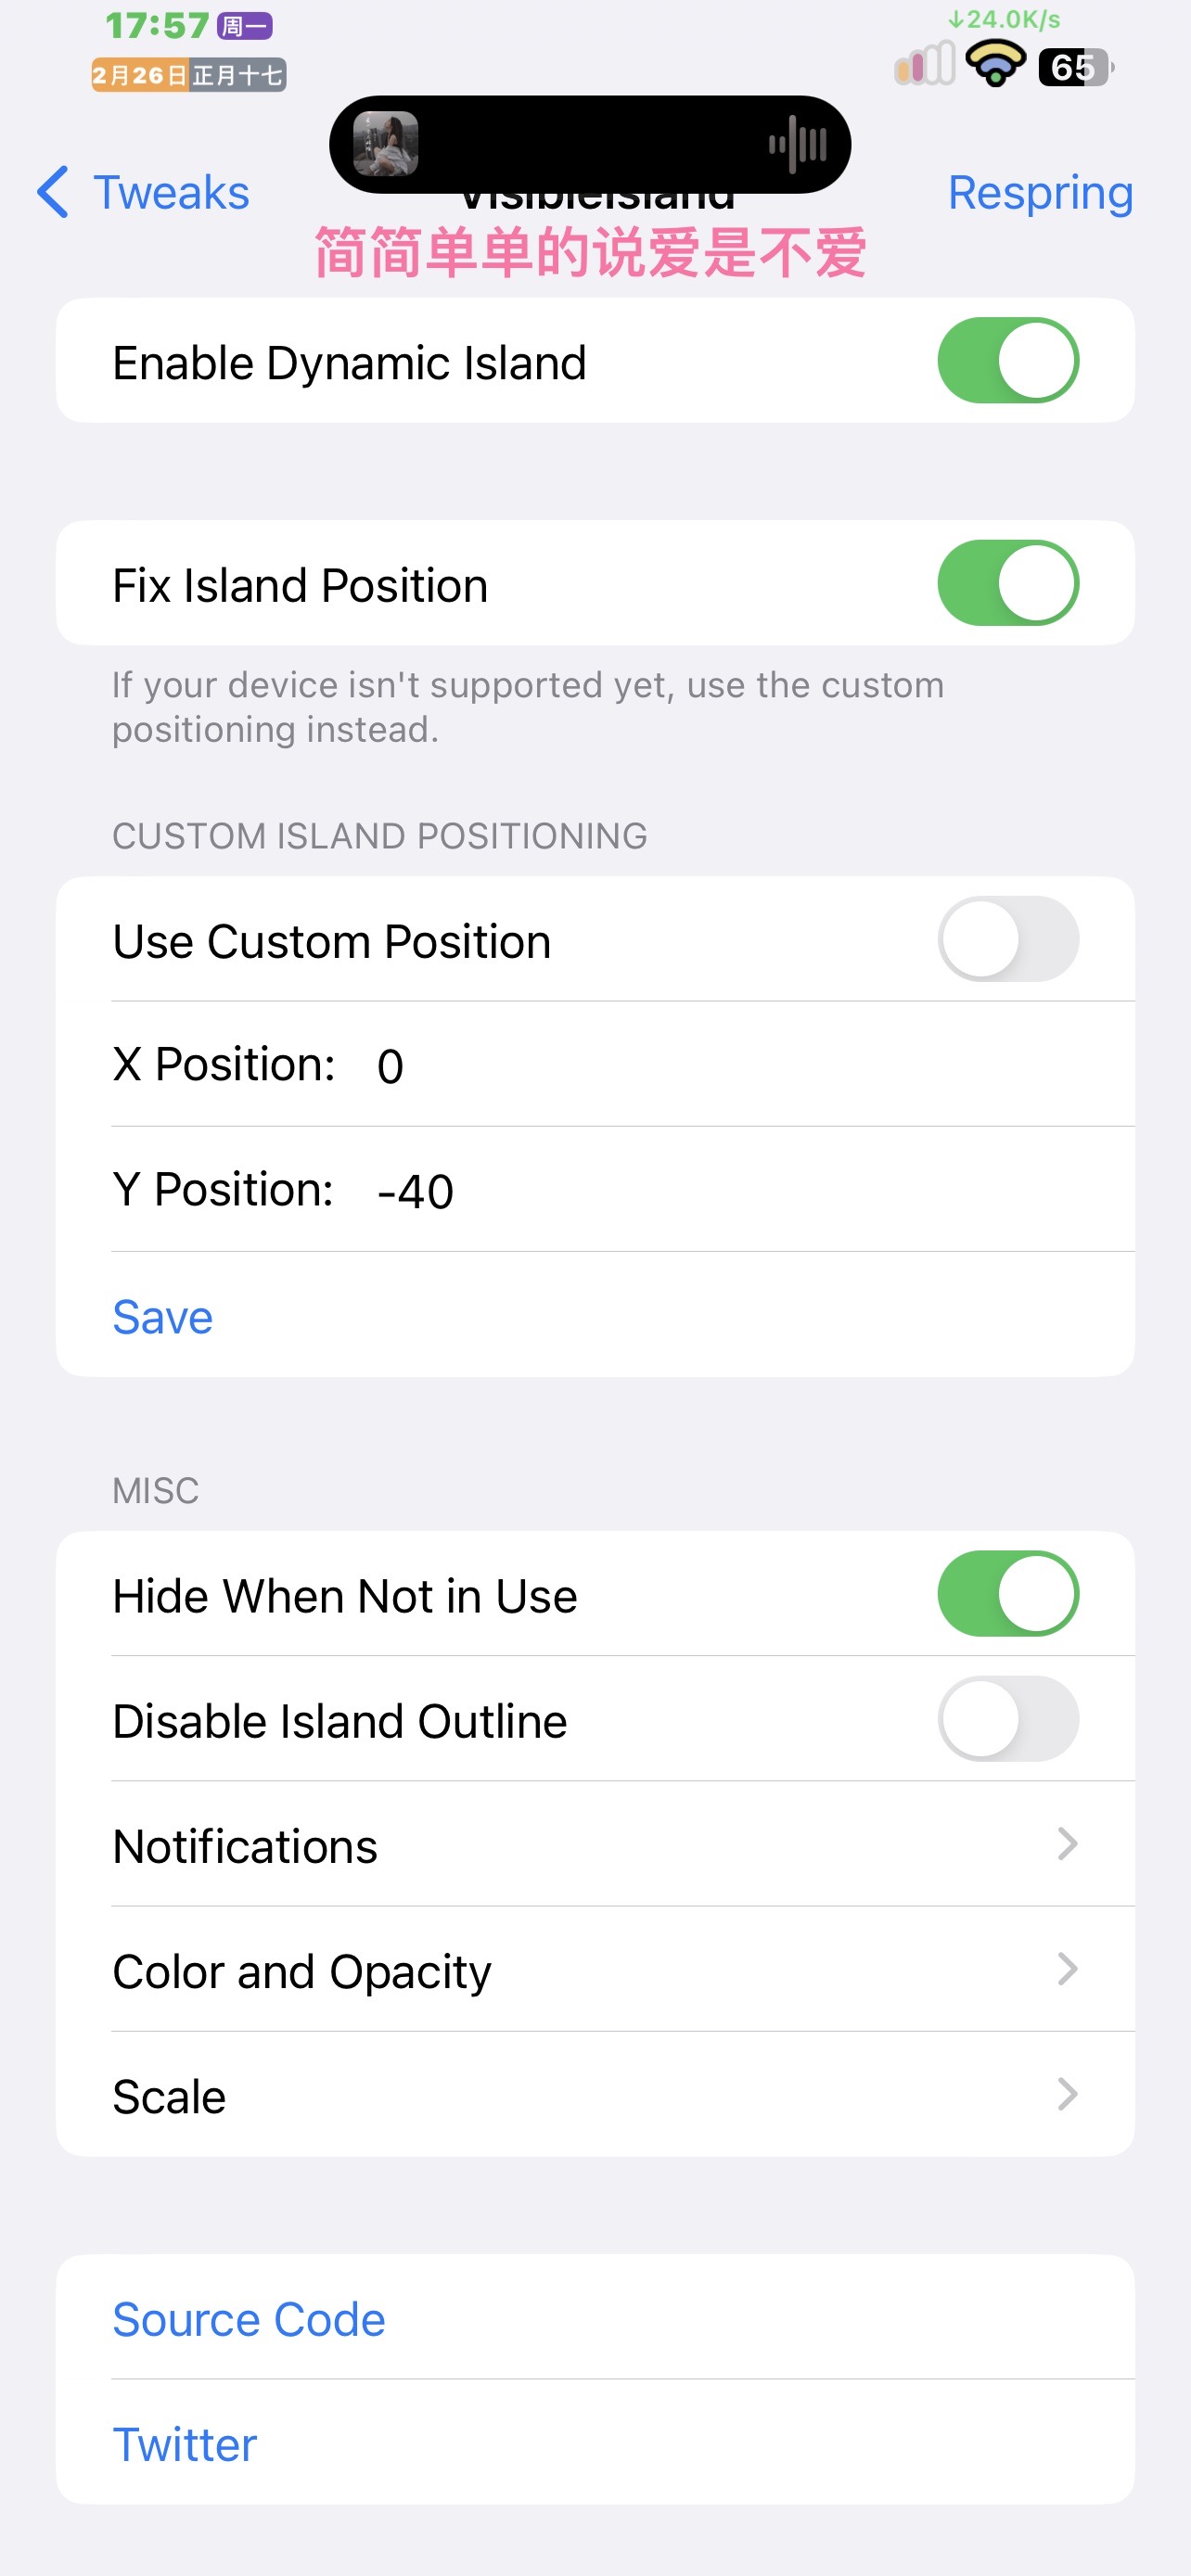 17:57 周一
↓24.0K/s
2月26日 正月十七
65
Tweaks
VisibleIsland
Respring
简简单单的说爱是不爱
Enable Dynamic Island
Fix Island Position
If your device isn't supported yet, use the custom
positioning instead.
CUSTOM ISLAND POSITIONING
Use Custom Position
X Position: 0
Y Position: -40
Save
MISC
Hide When Not in Use
Disable Island Outline
Notifications
Color and Opacity
Scale
Source Code
Twitter